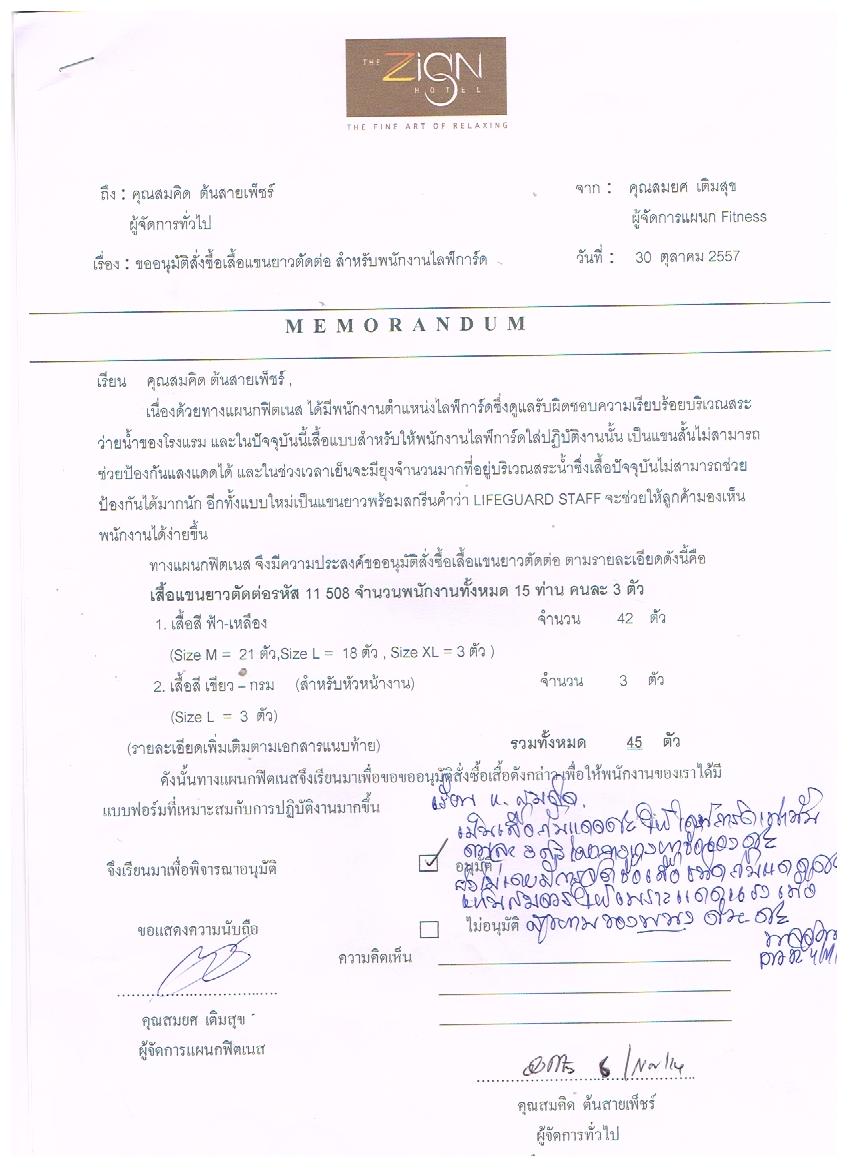 THE ZIGN
HOTEL
THE FINE ART OF RELAXING
ถึง : คุณสมคิด ต้นสายเพ็ชร์
จาก : คุณสมยศ เติมสุข
ผู้จัดการทั่วไป
ผู้จัดการแผนก Fitness
เรื่อง : ขออนุมัติสั่งซื้อเสื้อแขนยาวตัดต่อ สำหรับพนักงานไลฟ์การ์ด
วันที่ : 30 ตุลาคม 2557
MEMORANDUM
เรียน คุณสมคิด ต้นสายเพ็ชร์ ,
เนื่องด้วยทางแผนกฟิตเนส ได้มีพนักงานตำแหน่งไลฟ์การ์ดซึ่งดูแลรับผิดชอบความเรียบร้อยบริเวณสระ
ว่ายน้ำของโรงแรม และในปัจจุบันนี้เสื้อแบบสำหรับให้พนักงานไลฟ์การ์ดใส่ปฏิบัติงานนั้น เป็นแขนสั้นไม่สามารถ
ช่วยป้องกันแสงแดดได้ และในช่วงเวลาเย็นจะมียุงจำนวนมากที่อยู่บริเวณสระน้ำซึ่งเสื้อปัจจุบันไม่สามารถช่วย
ป้องกันได้มากนัก อีกทั้งแบบใหม่เป็นแขนยาวพร้อมสกรีนคำว่า LIFEGUARD STAFF จะช่วยให้ลูกค้ามองเห็น
พนักงานได้ง่ายขึ้น
ทางแผนกฟิตเนส จึงมีความประสงค์ขออนุมัติสั่งซื้อเสื้อแขนยาวตัดต่อ ตามรายละเอียดดังนี้คือ
เสื้อแขนยาวตัดต่อรหัส 11 508 จำนวนพนักงานทั้งหมด 15 ท่าน คนละ 3 ตัว
1. เสื้อสี ฟ้า-เหลือง จำนวน 42 ตัว
(Size M = 21 ตัว,Size L = 18 ตัว , Size XL = 3 ตัว )
2. เสื้อสี เขียว – กรม (สำหรับหัวหน้างาน) จำนวน 3 ตัว
(Size L = 3 ตัว)
(รายละเอียดเพิ่มเติมตามเอกสารแนบท้าย) รวมทั้งหมด 45 ตัว
ดังนั้นทางแผนกฟิตเนสจึงเรียนมาเพื่อขอขออนุมัติสั่งซื้อเสื้อดังกล่าวเพื่อให้พนักงานของเราได้มี
แบบฟอร์มที่เหมาะสมกับการปฏิบัติงานมากขึ้น
เรียน
จึงเรียนมาเพื่อพิจารณาอนุมัติ
อนุมัติ
ขอแสดงความนับถือ
ไม่อนุมัติ
ความคิดเห็น
คุณสมยศ เติมสุข
ผู้จัดการแผนกฟิตเนส
6 /Nov/14
คุณสมคิด ต้นสายเพ็ชร์
ผู้จัดการทั่วไป